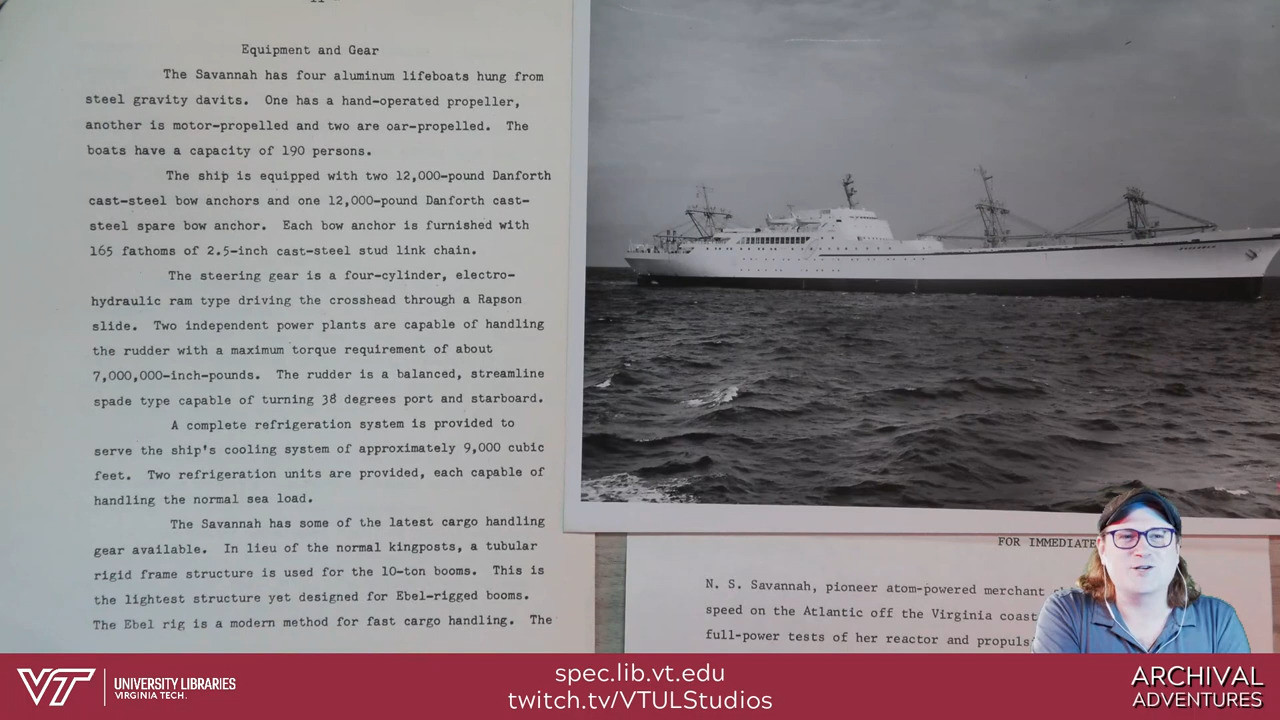 Equipment and Gear
The Savannah has four aluminum lifeboats hung from
steel gravity davits. One has a hand-operated propeller,
another is motor-propelled and two are oar-propelled. The
boats have a capacity of 190 persons.
The ship is equipped with two 12,000-pound Danforth
cast-steel bow anchors and one 12,000-pound Danforth cast-
steel spare bow anchor. Each bow anchor is furnished with
165 fathoms of 2.5-inch cast-steel stud link chain.
The steering gear is a four-cylinder, electro-
hydraulic ram type driving the crosshead through a Rapson
slide. Two independent power plants are capable of handling
the rudder with a maximum torque requirement of about
7,000,000-inch-pounds. The rudder is a balanced, streamline
spade type capable of turning 38 degrees port and starboard.
A complete refrigeration system is provided to
serve the ship's cooling system of approximately 9,000 cubic
feet. Two refrigeration units are provided, each capable of
handling the normal sea load.
The Savannah has some of the latest cargo handling
gear available. In lieu of the normal kingposts, a tubular
rigid frame structure is used for the 10-ton booms. This is
the lightest structure yet designed for Ebel-rigged booms.
The Ebel rig is a modern method for fast cargo handling. The
FOR IMMEDIATE
N. S. Savannah, pioneer atom-powered merchant
speed on the Atlantic off the Virginia coast
full-power tests of her reactor and propuls
VT
UNIVERSITY LIBRARIES
VIRGINIA TECH.
spec.lib.vt.edu
twitch.tv/VTULStudios
ARCHIVAL
ADVENTURES